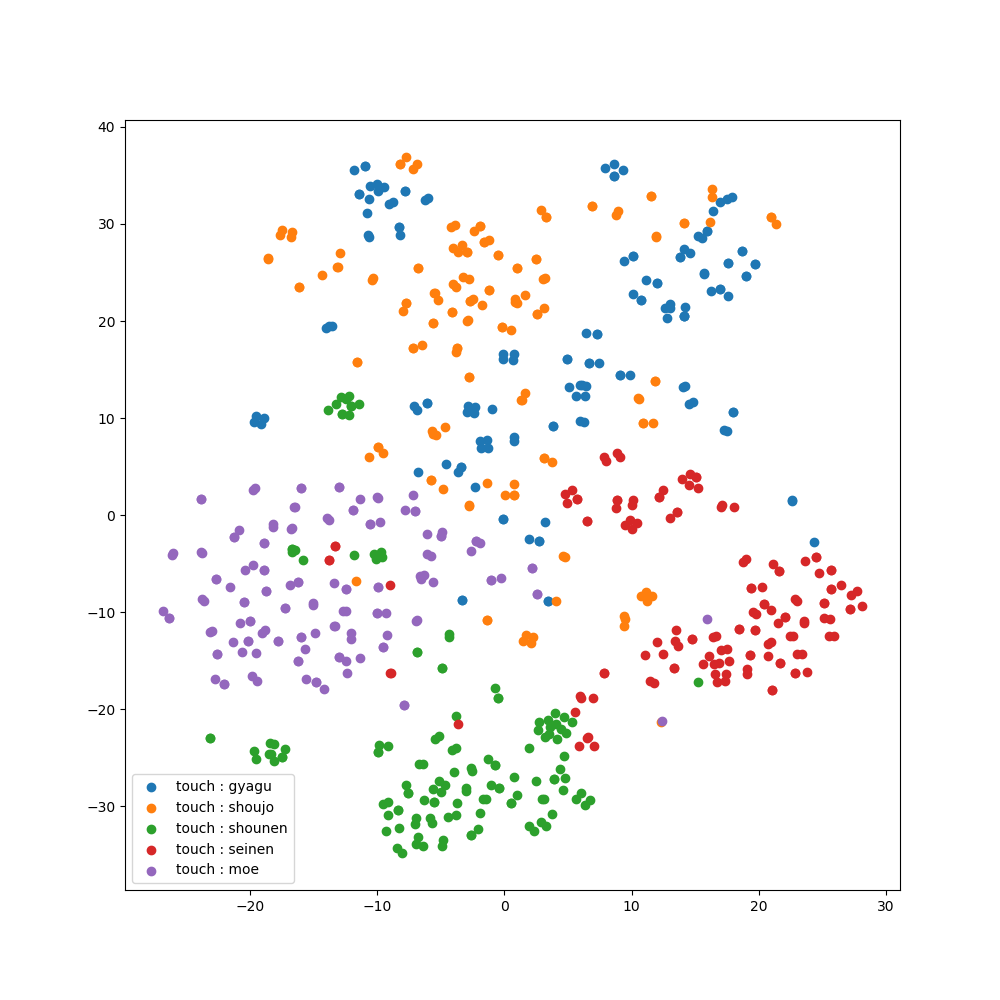 40
30
20
10
0
−10
−20
−30
touch : gyagu
touch : shoujo
touch : shounen
touch : seinen
touch : moe
−20 −10 0 10 20 30